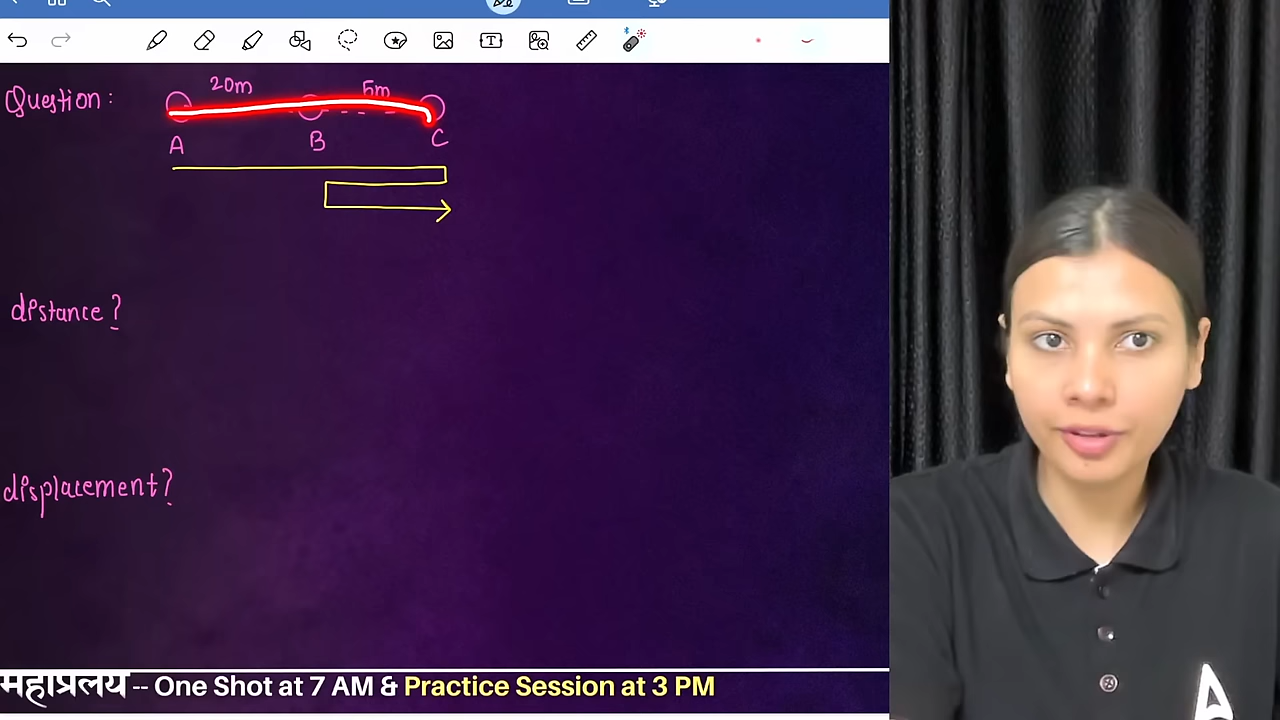 Question: 20m 5m
A B C
distance?
displacement?
महाप्रलय -- One Shot at 7 AM & Practice Session at 3 PM